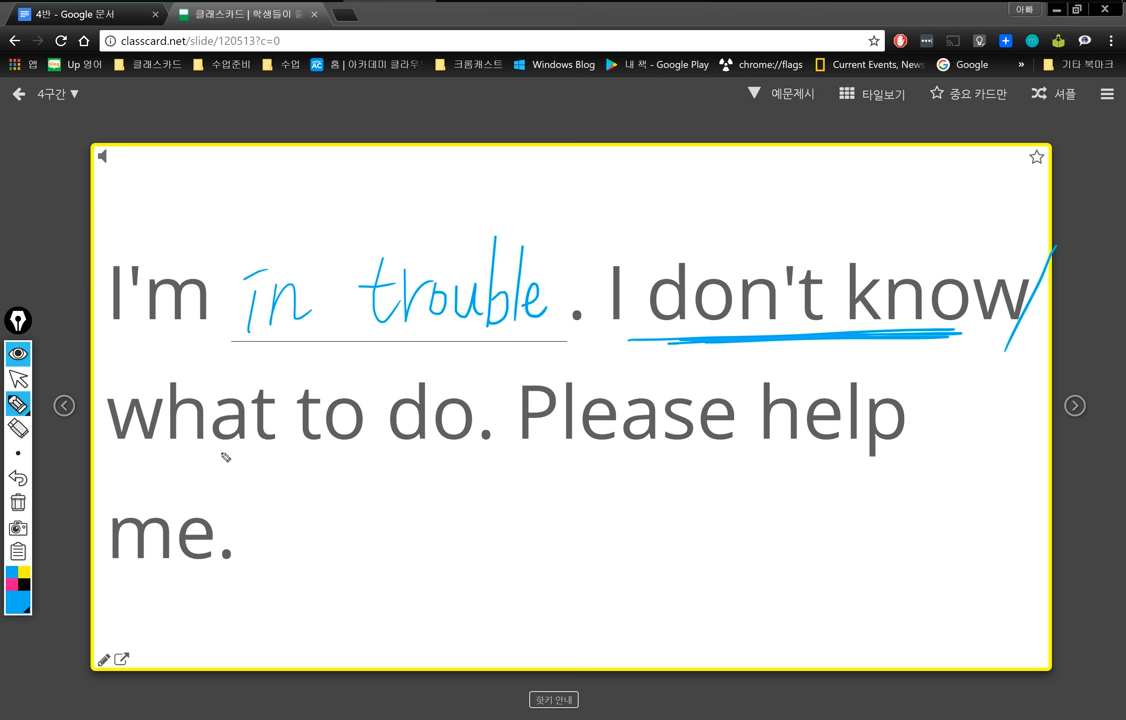 4반 - Google 문서
클래스카드 | 학생들이 좋
아빠
classcard.net/slide/120513?c=0
앱 Up 영어 클래스카드 수업준비 수업 홈 | 아카데미 클라우 크롬캐스트 Windows Blog 내 책 - Google Play chrome://flags Current Events, News Google » 기타 북마크
4구간 ▼ ▼ 예문제시 타일보기 중요 카드만 셔플
I'm in trouble. I don't know
what to do. Please help
me.
핫키 안내